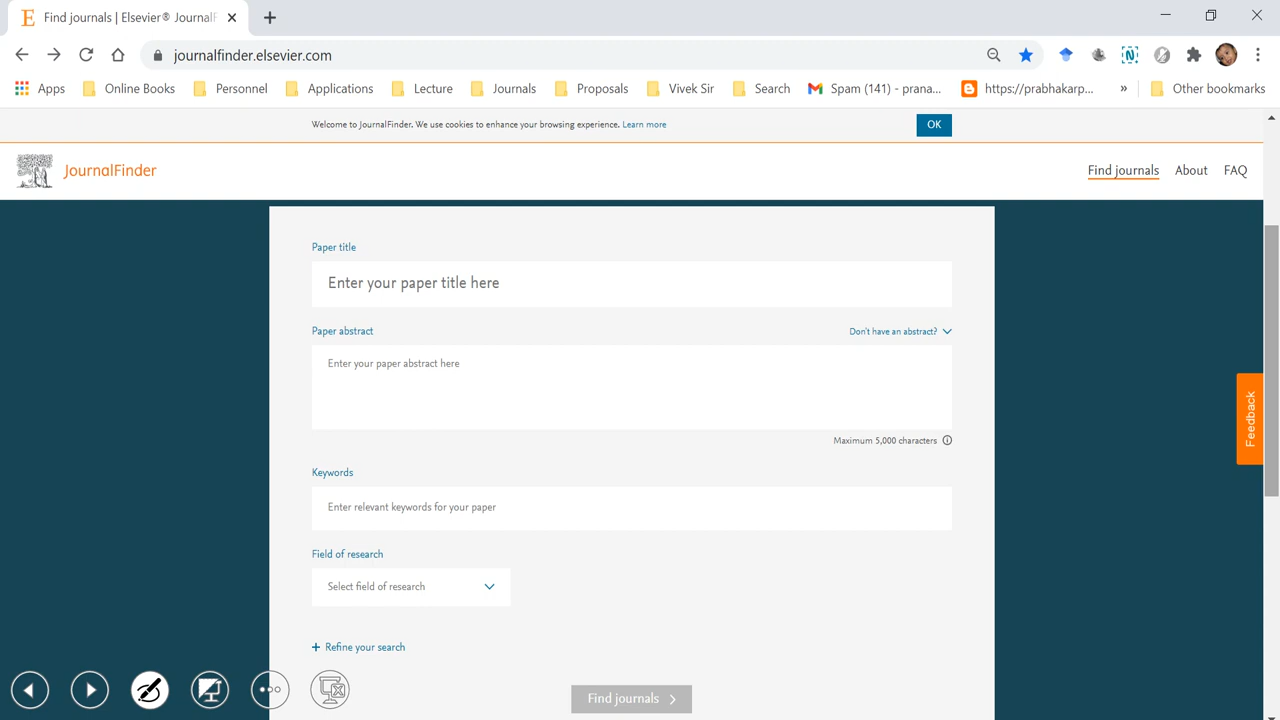 Find journals | Elsevier® JournalF
journalfinder.elsevier.com
Apps Online Books Personnel Applications Lecture Journals Proposals Vivek Sir Search Spam (141) - prana... https://prabhakarp... » Other bookmarks
Welcome to JournalFinder. We use cookies to enhance your browsing experience. Learn more OK
JournalFinder Find journals About FAQ
Paper title
Enter your paper title here
Paper abstract Don't have an abstract?
Enter your paper abstract here
Feedback
Maximum 5,000 characters
Keywords
Enter relevant keywords for your paper
Field of research
Select field of research
+ Refine your search
Find journals